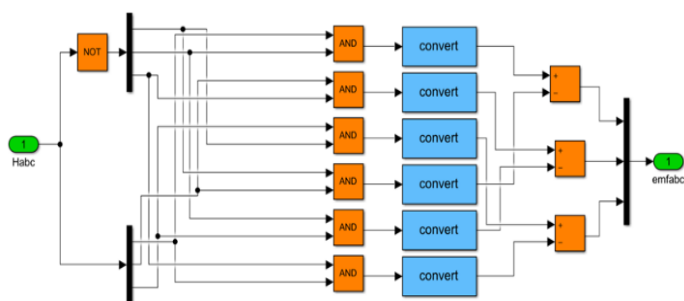 NOT
AND
convert
+
−
AND
convert
1
Habc
AND
convert
+
−
1
emfabc
AND
convert
AND
convert
+
−
AND
convert